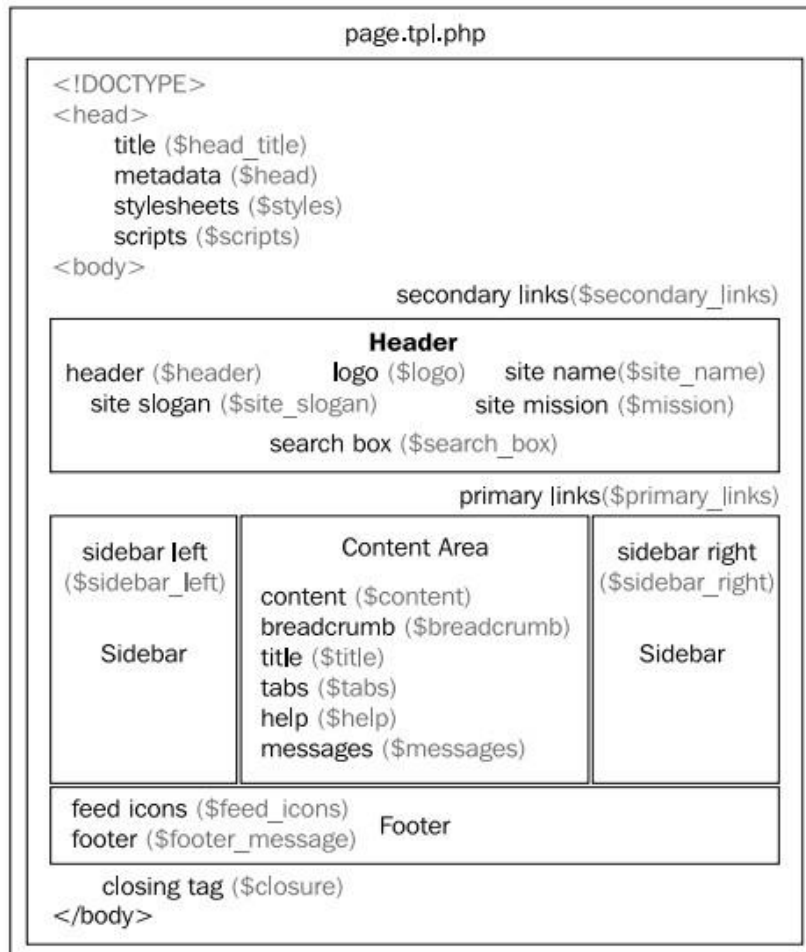 page.tpl.php
<!DOCTYPE>
<head>
title ($head_title)
metadata ($head)
stylesheets ($styles)
scripts ($scripts)
<body>
secondary links($secondary_links)
Header
header ($header) logo ($logo) site name($site_name)
site slogan ($site_slogan) site mission ($mission)
search box ($search_box)
primary links($primary_links)
sidebar left
($sidebar_left)
Sidebar
Content Area
content ($content)
breadcrumb ($breadcrumb)
title ($title)
tabs ($tabs)
help ($help)
messages ($messages)
sidebar right
($sidebar_right)
Sidebar
feed icons ($feed_icons)
footer ($footer_message)
Footer
closing tag ($closure)
</body>